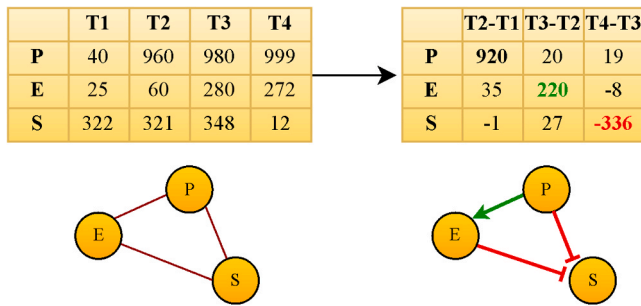 T1 T2 T3 T4
P 40 960 980 999
E 25 60 280 272
S 322 321 348 12
T2-T1 T3-T2 T4-T3
P 920 20 19
E 35 220 -8
S -1 27 -336
P
E
S
P
E
S